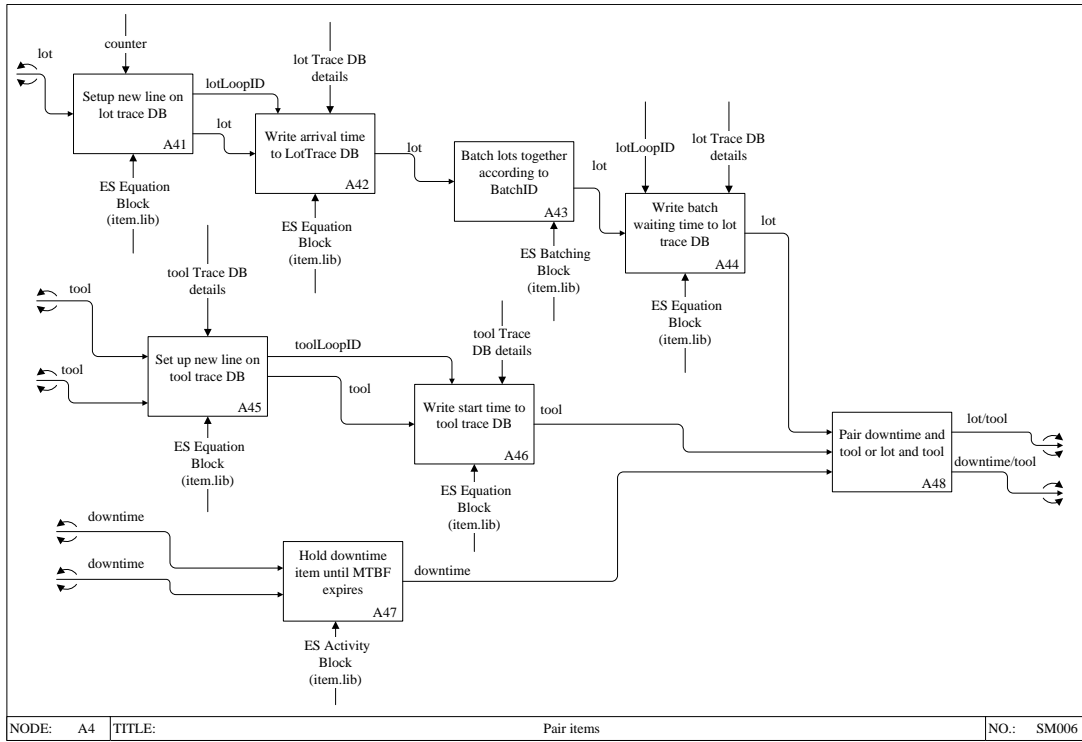 counter
lot
Setup new line on
lot trace DB
A41
ES Equation
Block
(item.lib)
lotLoopID
lot
lot Trace DB
details
Write arrival time
to LotTrace DB
A42
ES Equation
Block
(item.lib)
lot
Batch lots together
according to
BatchID
A43
ES Batching
Block
(item.lib)
lot
lotLoopID
lot Trace DB
details
Write batch
waiting time to lot
trace DB
A44
ES Equation
Block
(item.lib)
lot
tool
tool
tool Trace DB
details
Set up new line on
tool trace DB
A45
ES Equation
Block
(item.lib)
toolLoopID
tool
tool Trace
DB details
Write start time to
tool trace DB
A46
ES Equation
Block
(item.lib)
tool
downtime
downtime
Hold downtime
item until MTBF
expires
A47
ES Activity
Block
(item.lib)
downtime
Pair downtime and
tool or lot and tool
A48
lot/tool
downtime/tool
NODE: A4 TITLE: Pair items NO.: SM006